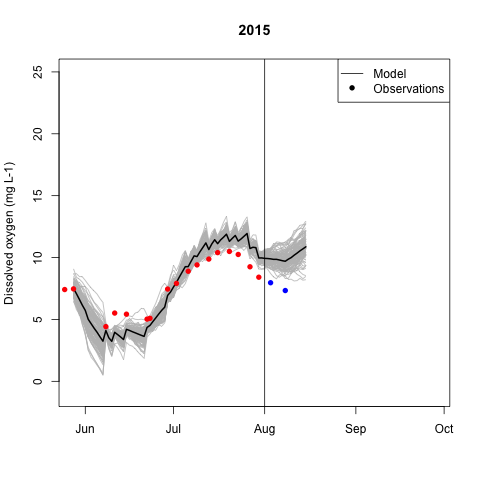 2015
Model
Observations
Dissolved oxygen (mg L-1)
25
20
15
10
5
0
Jun
Jul
Aug
Sep
Oct